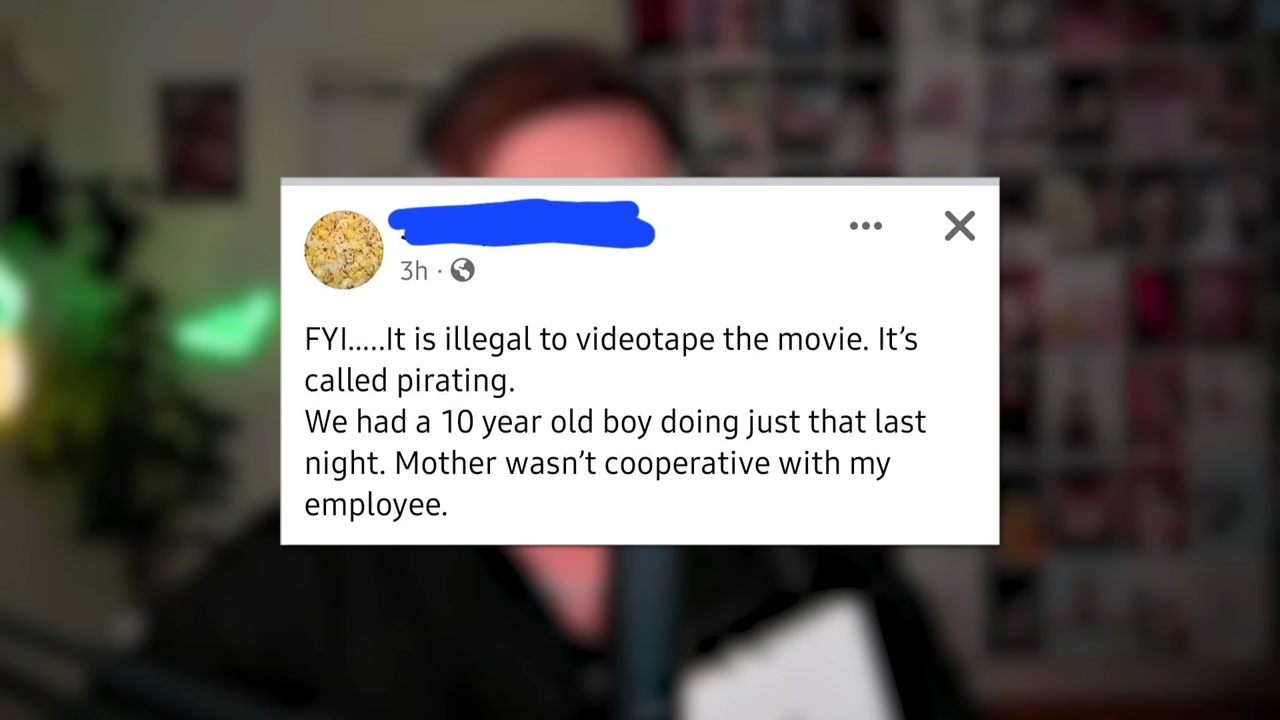 3h ·
FYI.....It is illegal to videotape the movie. It’s
called pirating.
We had a 10 year old boy doing just that last
night. Mother wasn’t cooperative with my
employee.